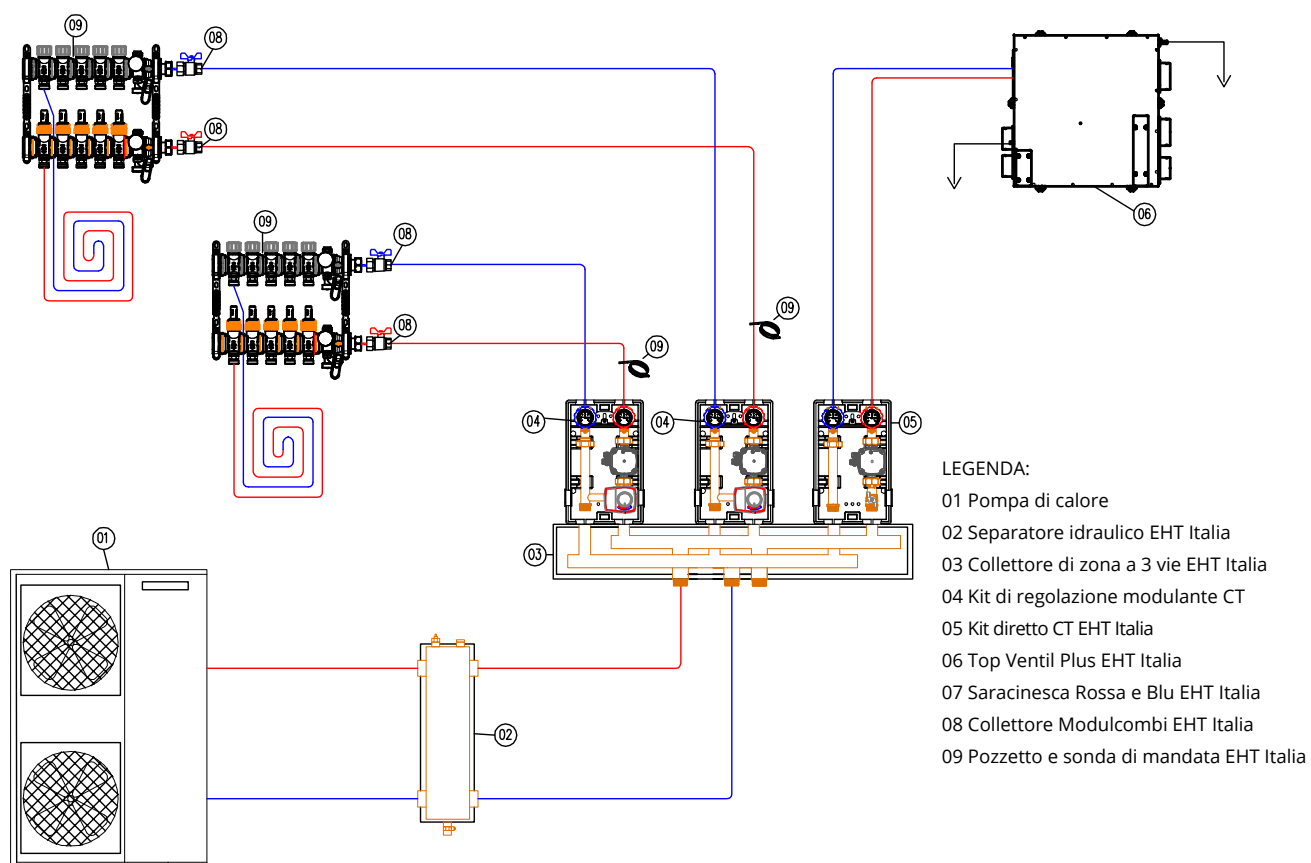 09
08
08
09
08
08
06
09
09
04
04
05
03
01
02
LEGENDA:
01 Pompa di calore
02 Separatore idraulico EHT Italia
03 Collettore di zona a 3 vie EHT Italia
04 Kit di regolazione modulante CT
05 Kit diretto CT EHT Italia
06 Top Ventil Plus EHT Italia
07 Saracinesca Rossa e Blu EHT Italia
08 Collettore Modulcombi EHT Italia
09 Pozzetto e sonda di mandata EHT Italia